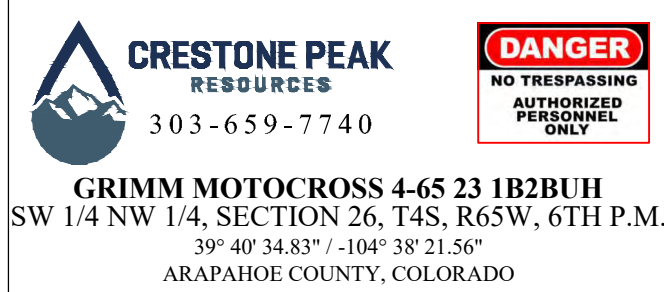 CRESTONE PEAK
RESOURCES
303-659-7740
DANGER
NO TRESPASSING
AUTHORIZED
PERSONNEL
ONLY
GRIMM MOTOCROSS 4-65 23 1B2BUH
SW 1/4 NW 1/4, SECTION 26, T4S, R65W, 6TH P.M.
39° 40' 34.83" / -104° 38' 21.56"
ARAPAHOE COUNTY, COLORADO